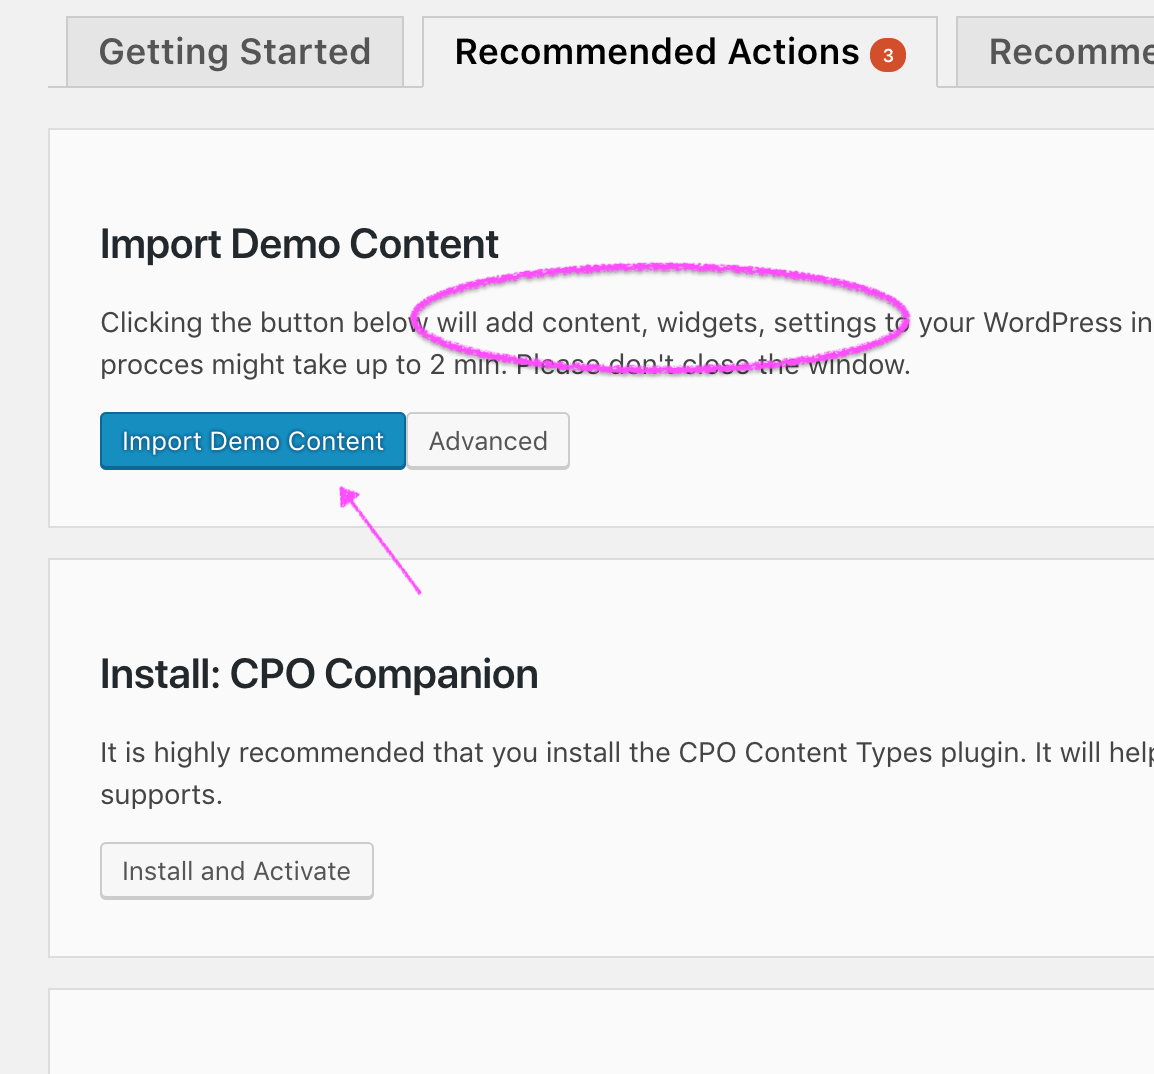 Getting Started
Recommended Actions 3
Recomme
Import Demo Content
Clicking the button below will add content, widgets, settings to your WordPress in
procces might take up to 2 min. Please don't close the window.
Import Demo Content
Advanced
Install: CPO Companion
It is highly recommended that you install the CPO Content Types plugin. It will help
supports.
Install and Activate